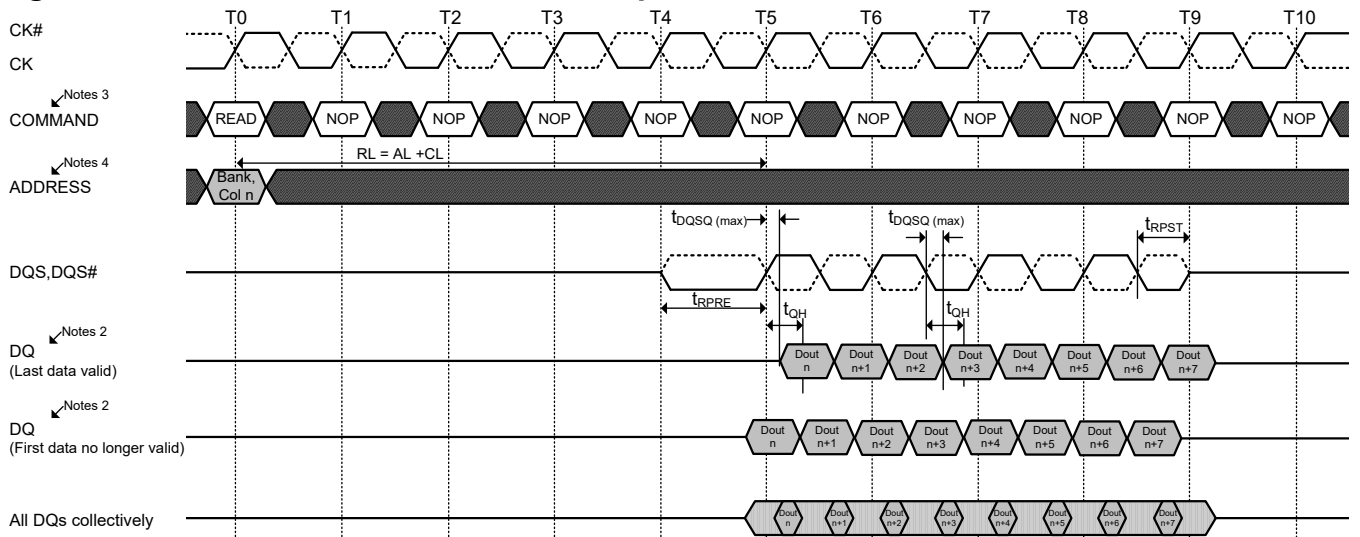 T0 T1 T2 T3 T4 T5 T6 T7 T8 T9 T10
CK#
CK
Notes 3
COMMAND
READ NOP NOP NOP NOP NOP NOP NOP NOP NOP NOP
Notes 4
RL = AL +CL
ADDRESS
Bank,
Col n
tDQSQ (max) tDQSQ (max) tRPST
DQS,DQS#
tRPRE tQH tQH
Notes 2
DQ
(Last data valid)
Dout Dout Dout Dout Dout Dout Dout Dout
n n+1 n+2 n+3 n+4 n+5 n+6 n+7
Notes 2
DQ
(First data no longer valid)
Dout Dout Dout Dout Dout Dout Dout Dout
n n+1 n+2 n+3 n+4 n+5 n+6 n+7
All DQs collectively
Dout Dout Dout Dout Dout Dout Dout Dout
n n+1 n+2 n+3 n+4 n+5 n+6 n+7